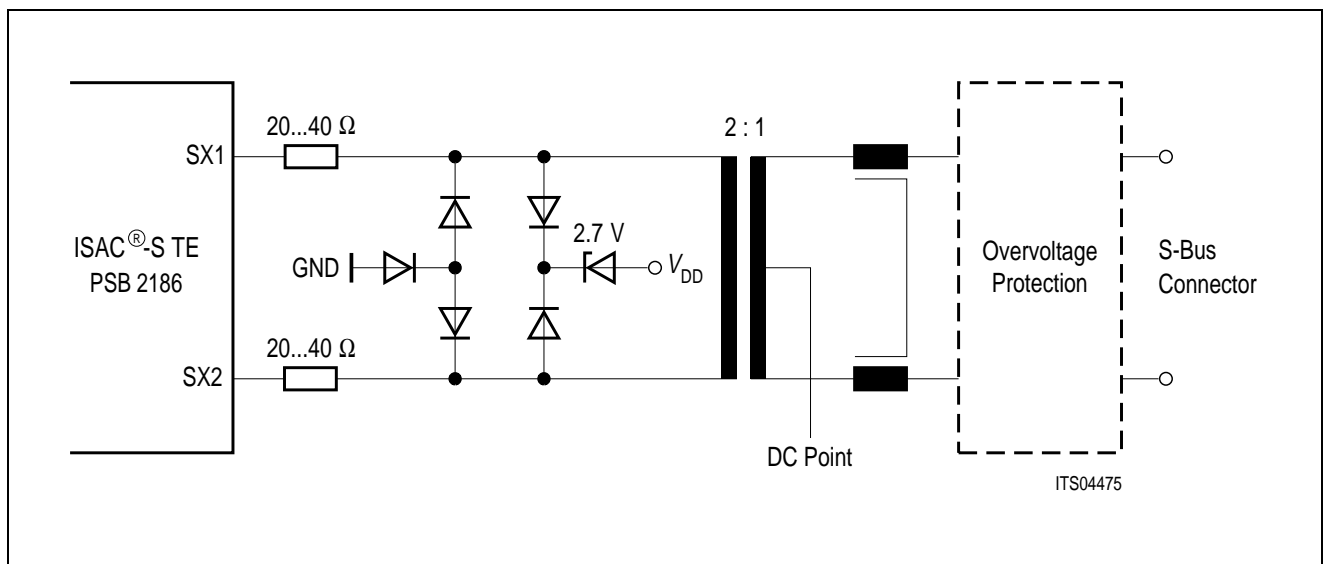 20...40 Ω
2 : 1
SX1
ISAC®-S TE
PSB 2186
2.7 V
GND
VDD
Overvoltage
Protection
S-Bus
Connector
20...40 Ω
SX2
DC Point
ITS04475